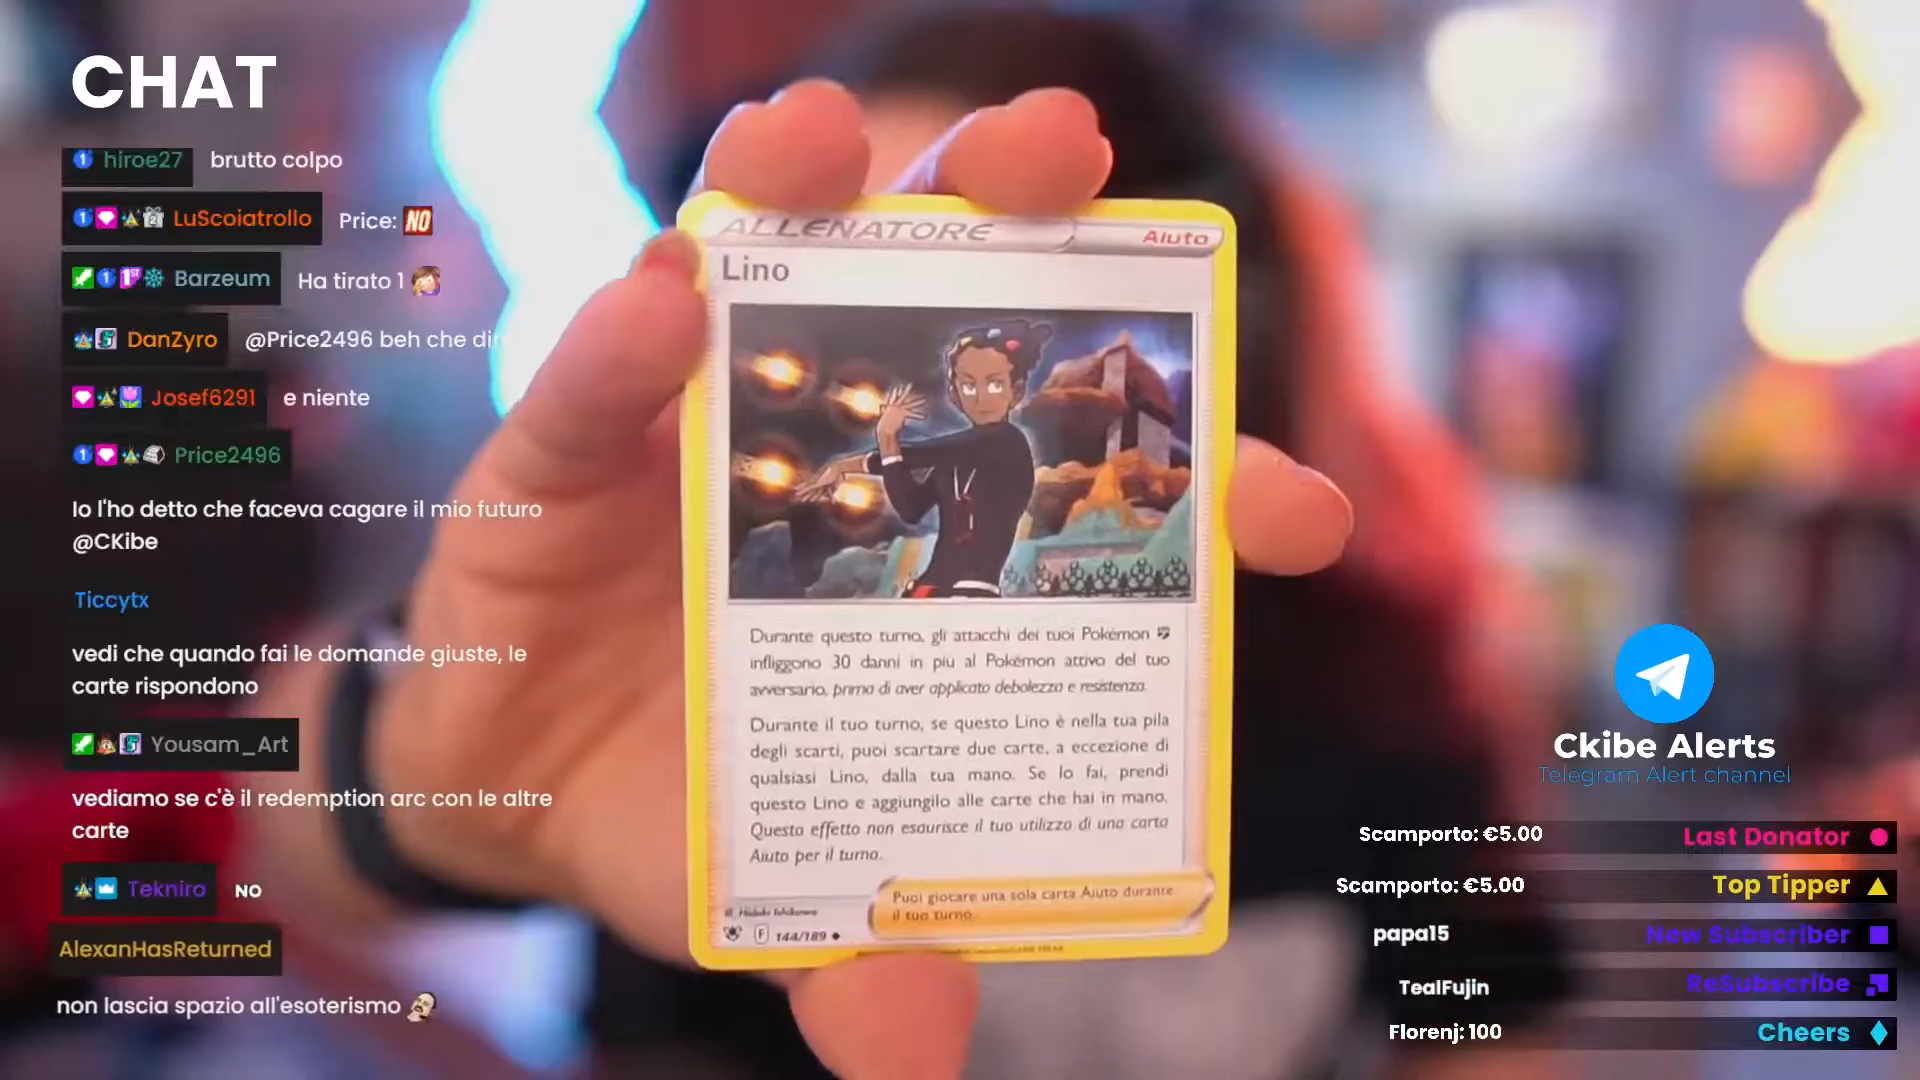 CHAT
hiroe27 brutto colpo
LuScoiatrollo Price: NO
Barzeum Ha tirato 1
DanZyro @Price2496 beh che dir
Josef6291 e niente
Price2496
Io l'ho detto che faceva cagare il mio futuro
@CKibe
Ticcytx
vedi che quando fai le domande giuste, le
carte rispondono
Yousam_Art
vediamo se c'è il redemption arc con le altre
carte
Tekniro NO
AlexanHasReturned
non lascia spazio all'esoterismo
ALLENATORE Aiuto
Lino
Durante questo turno, gli attacchi dei tuoi Pokémon
infliggono 30 danni in più al Pokémon attivo del tuo
avversario, prima di aver applicato debolezza e resistenza.
Durante il tuo turno, se questo Lino è nella tua pila
degli scarti, puoi scartare due carte, a eccezione di
qualsiasi Lino, dalla tua mano. Se lo fai, prendi
questo Lino e aggiungilo alle carte che hai in mano.
Questo effetto non esaurisce il tuo utilizzo di una carta
Aiuto per il turno.
Puoi giocare una sola carta Aiuto durante
il tuo turno.
F 144/189
Ckibe Alerts
Telegram Alert channel
Scamporto: €5.00 Last Donator
Scamporto: €5.00 Top Tipper
papa15 New Subscriber
TealFujin ReSubscribe
Florenj: 100 Cheers